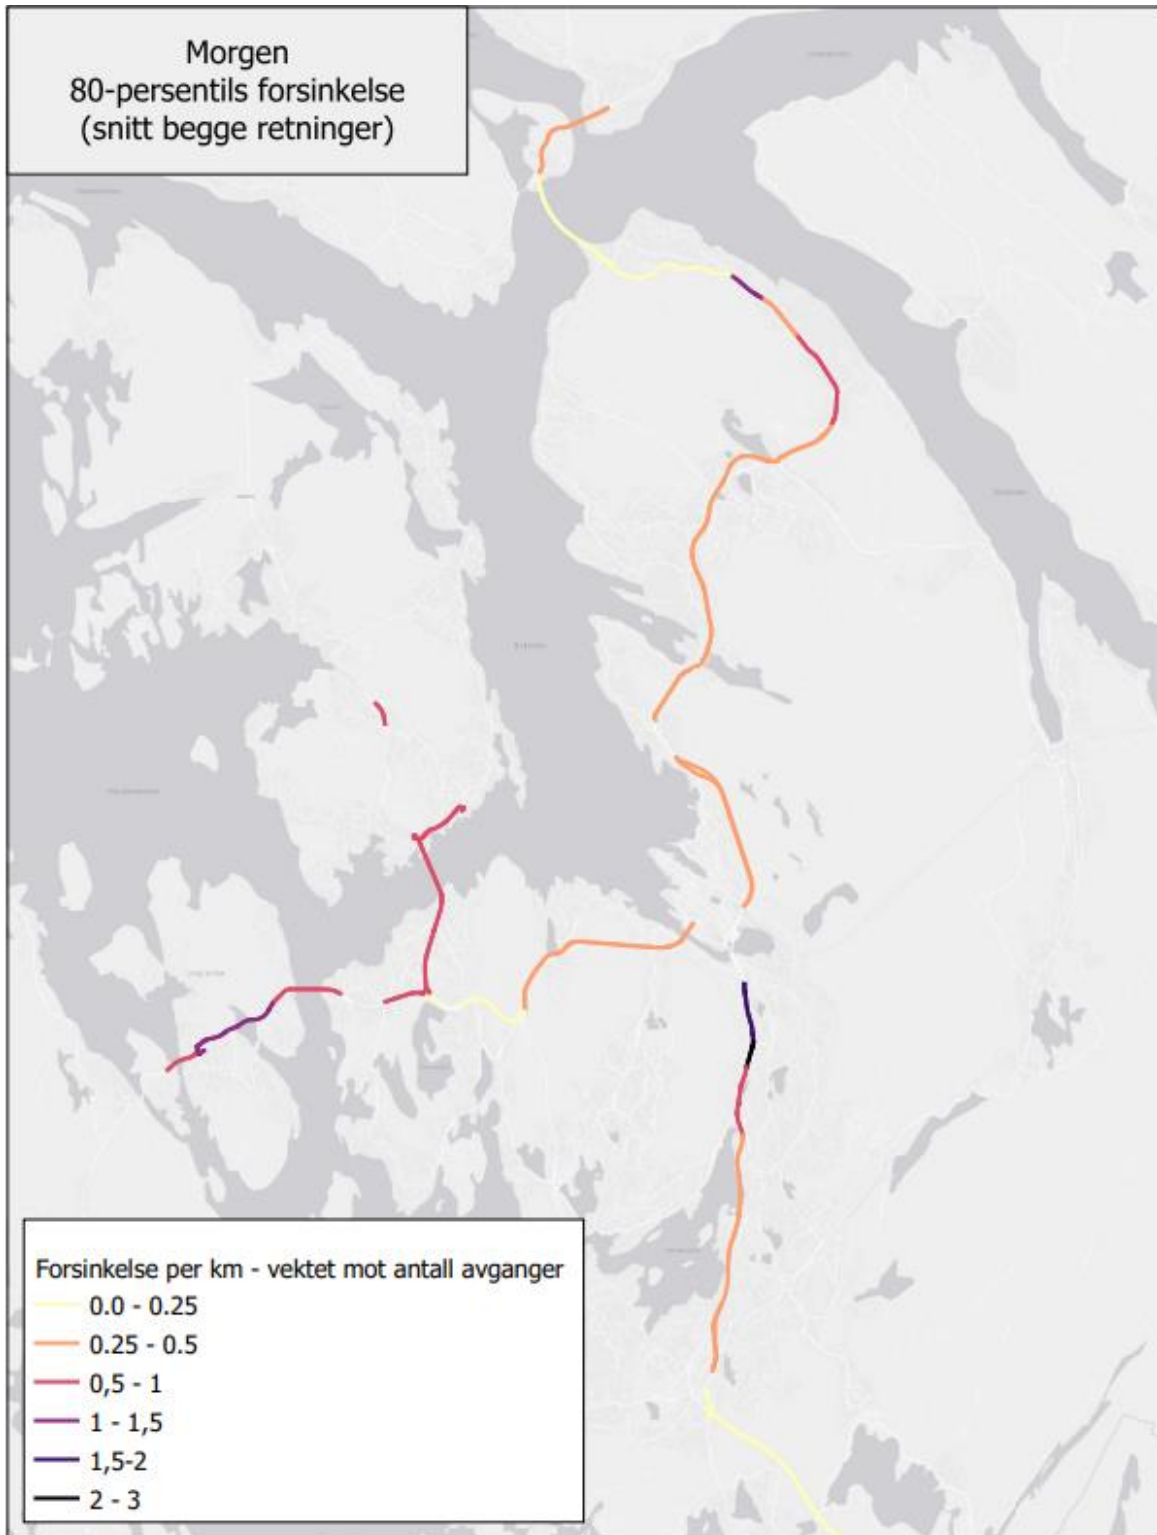 Morgen
80-persentils forsinkelse
(snitt begge retninger)
Forsinkelse per km - vektet mot antall avganger
0.0 - 0.25
0.25 - 0.5
0,5 - 1
1 - 1,5
1,5-2
2 - 3